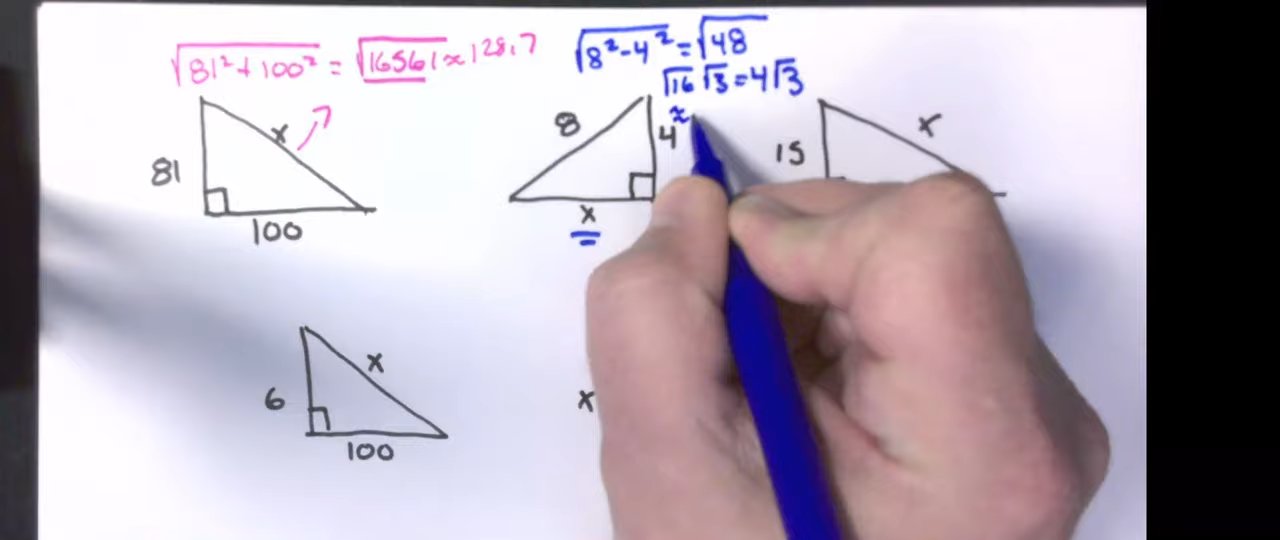 √81²+100² = √16561 ≈ 128.7
√8²-4² = √48
√16 √3 = 4√3
≈
x
81
100
8
4
x
x
15
6
x
100
x